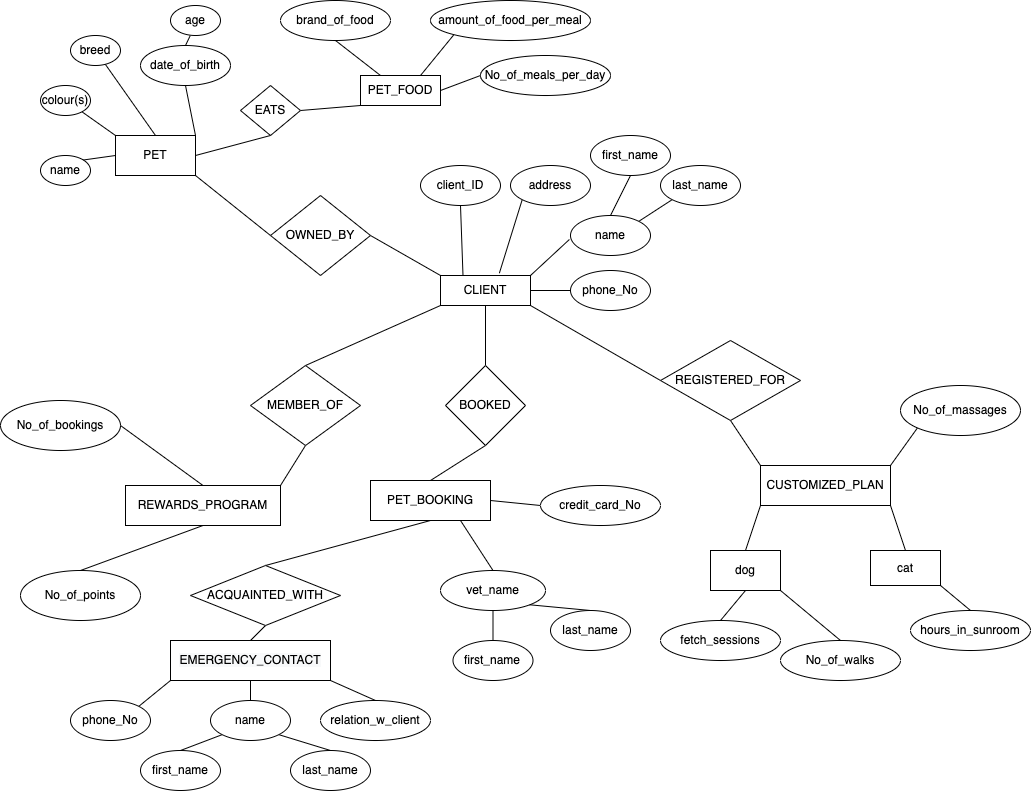 age
brand_of_food
amount_of_food_per_meal
breed
date_of_birth
No_of_meals_per_day
PET_FOOD
colour(s)
EATS
PET
name
first_name
client_ID
address
last_name
OWNED_BY
name
CLIENT
phone_No
REGISTERED_FOR
MEMBER_OF
BOOKED
No_of_massages
No_of_bookings
CUSTOMIZED_PLAN
REWARDS_PROGRAM
PET_BOOKING
credit_card_No
dog
cat
No_of_points
ACQUAINTED_WITH
vet_name
last_name
fetch_sessions
hours_in_sunroom
EMERGENCY_CONTACT
first_name
No_of_walks
phone_No
name
relation_w_client
first_name
last_name